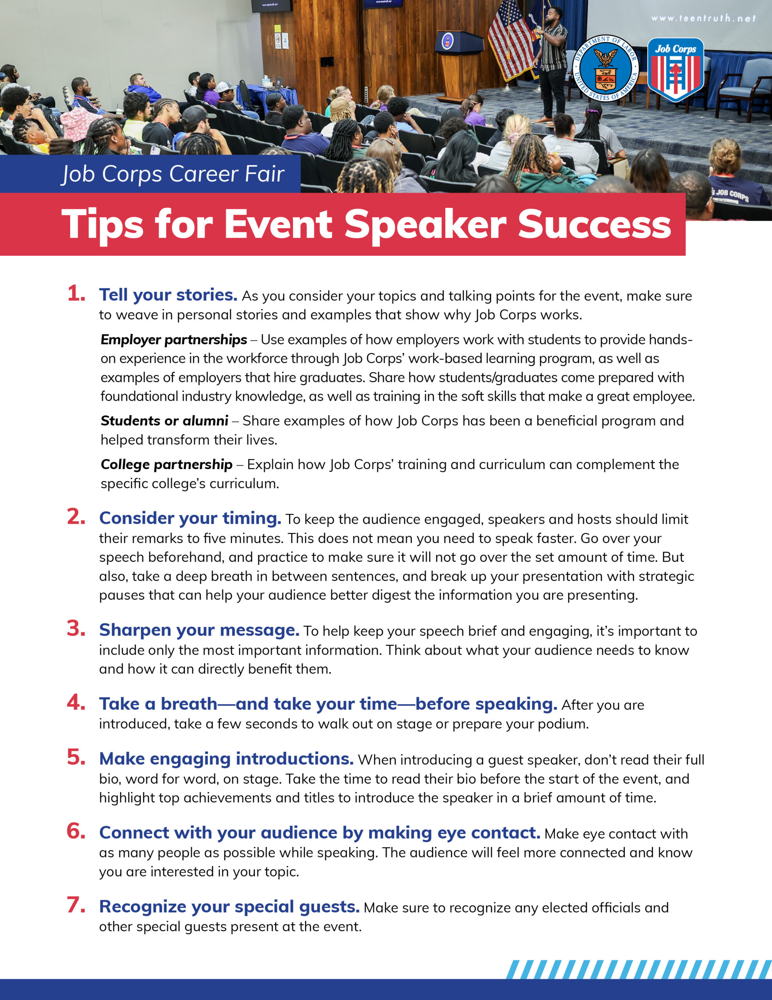 www.teentruth.net
DEPARTMENT OF LABOR
UNITED STATES OF AMERICA
Job Corps
JOB CORPS
Job Corps Career Fair
Tips for Event Speaker Success
1. Tell your stories. As you consider your topics and talking points for the event, make sure
to weave in personal stories and examples that show why Job Corps works.
Employer partnerships – Use examples of how employers work with students to provide hands-
on experience in the workforce through Job Corps’ work-based learning program, as well as
examples of employers that hire graduates. Share how students/graduates come prepared with
foundational industry knowledge, as well as training in the soft skills that make a great employee.
Students or alumni – Share examples of how Job Corps has been a beneficial program and
helped transform their lives.
College partnership – Explain how Job Corps’ training and curriculum can complement the
specific college’s curriculum.
2. Consider your timing. To keep the audience engaged, speakers and hosts should limit
their remarks to five minutes. This does not mean you need to speak faster. Go over your
speech beforehand, and practice to make sure it will not go over the set amount of time. But
also, take a deep breath in between sentences, and break up your presentation with strategic
pauses that can help your audience better digest the information you are presenting.
3. Sharpen your message. To help keep your speech brief and engaging, it’s important to
include only the most important information. Think about what your audience needs to know
and how it can directly benefit them.
4. Take a breath—and take your time—before speaking. After you are
introduced, take a few seconds to walk out on stage or prepare your podium.
5. Make engaging introductions. When introducing a guest speaker, don’t read their full
bio, word for word, on stage. Take the time to read their bio before the start of the event, and
highlight top achievements and titles to introduce the speaker in a brief amount of time.
6. Connect with your audience by making eye contact. Make eye contact with
as many people as possible while speaking. The audience will feel more connected and know
you are interested in your topic.
7. Recognize your special guests. Make sure to recognize any elected officials and
other special guests present at the event.